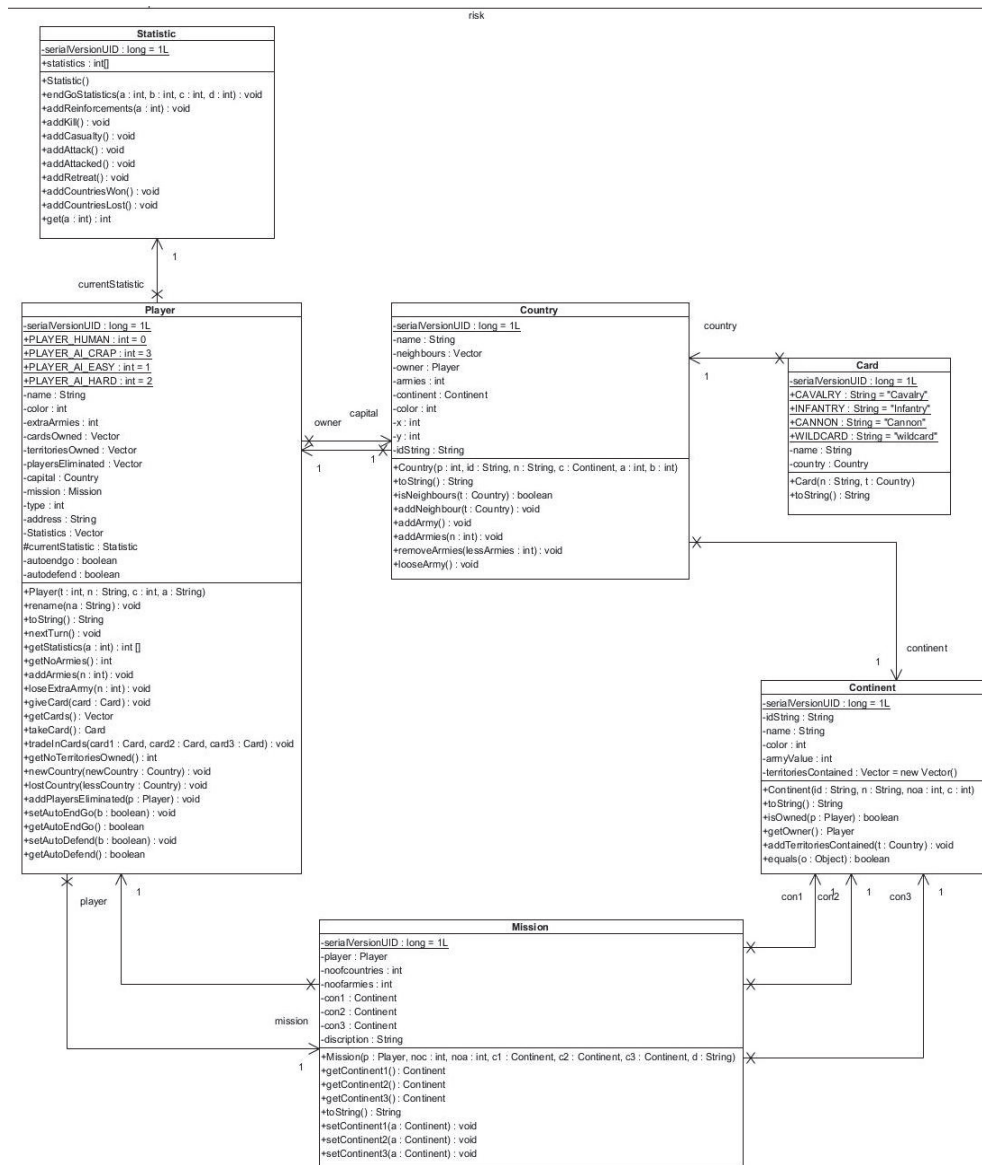 risk
Statistic
-serialVersionUID : long = 1L
+statistics : int[]
+Statistic()
+endGoStatistics(a : int, b : int, c : int, d : int) : void
+addReinforcements(a : int) : void
+addKill() : void
+addCasualty() : void
+addAttack() : void
+addAttacked() : void
+addRetreat() : void
+addCountriesWon() : void
+addCountriesLost() : void
+get(a : int) : int
1
currentStatistic
Player
-serialVersionUID : long = 1L
+PLAYER_HUMAN : int = 0
+PLAYER_AI_CRAP : int = 3
+PLAYER_AI_EASY : int = 1
+PLAYER_AI_HARD : int = 2
-name : String
-color : int
-extraArmies : int
-cardsOwned : Vector
-territoriesOwned : Vector
-playersEliminated : Vector
-capital : Country
-mission : Mission
-type : int
-address : String
-Statistics : Vector
#currentStatistic : Statistic
-autoendgo : boolean
-autodefend : boolean
+Player(t : int, n : String, c : int, a : String)
+rename(na : String) : void
+toString() : String
+nextTurn() : void
+getStatistics(a : int) : int []
+getNoArmies() : int
+addArmies(n : int) : void
+loseExtraArmy(n : int) : void
+giveCard(card : Card) : void
+getCards() : Vector
+takeCard() : Card
+tradeInCards(card1 : Card, card2 : Card, card3 : Card) : void
+getNoTerritoriesOwned() : int
+newCountry(newCountry : Country) : void
+lostCountry(lessCountry : Country) : void
+addPlayersEliminated(p : Player) : void
+setAutoEndGo(b : boolean) : void
+getAutoEndGo() : boolean
+setAutoDefend(b : boolean) : void
+getAutoDefend() : boolean
capital
owner
1
1
Country
-serialVersionUID : long = 1L
-name : String
-neighbours : Vector
-owner : Player
-armies : int
-continent : Continent
-color : int
-x : int
-y : int
-idString : String
+Country(p : int, id : String, n : String, c : Continent, a : int, b : int)
+toString() : String
+isNeighbours(t : Country) : boolean
+addNeighbour(t : Country) : void
+addArmy() : void
+addArmies(n : int) : void
+removeArmies(lessArmies : int) : void
+looseArmy() : void
country
1
Card
-serialVersionUID : long = 1L
+CAVALRY : String = "Cavalry"
+INFANTRY : String = "Infantry"
+CANNON : String = "Cannon"
+WILDCARD : String = "wildcard"
-name : String
-country : Country
+Card(n : String, t : Country)
+toString() : String
continent
1
Continent
-serialVersionUID : long = 1L
-idString : String
-name : String
-color : int
-armyValue : int
-territoriesContained : Vector = new Vector()
+Continent(id : String, n : String, noa : int, c : int)
+toString() : String
+isOwned(p : Player) : boolean
+getOwner() : Player
+addTerritoriesContained(t : Country) : void
+equals(o : Object) : boolean
player
1
con1
1
con2
1
con3
1
mission
1
Mission
-serialVersionUID : long = 1L
-player : Player
-noofcountries : int
-noofarmies : int
-con1 : Continent
-con2 : Continent
-con3 : Continent
-discription : String
+Mission(p : Player, noc : int, noa : int, c1 : Continent, c2 : Continent, c3 : Continent, d : String)
+getContinent1() : Continent
+getContinent2() : Continent
+getContinent3() : Continent
+toString() : String
+setContinent1(a : Continent) : void
+setContinent2(a : Continent) : void
+setContinent3(a : Continent) : void